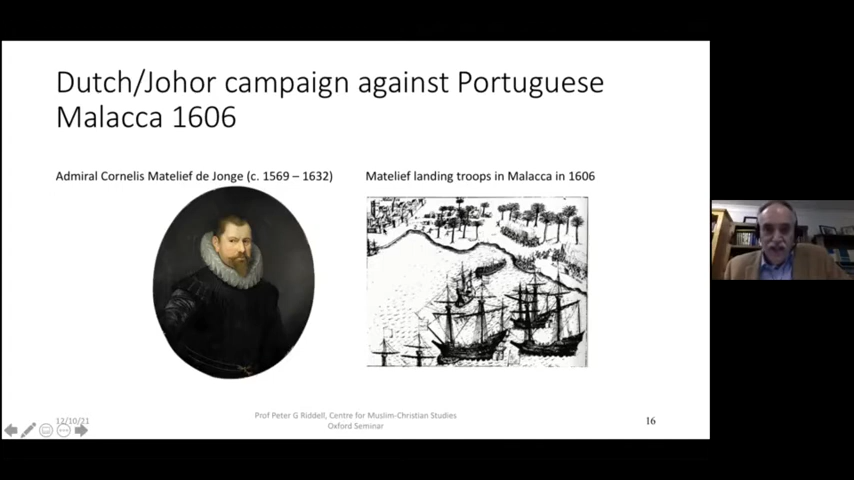 Dutch/Johor campaign against Portuguese
Malacca 1606
Admiral Cornelis Matelief de Jonge (c. 1569 – 1632)
Matelief landing troops in Malacca in 1606
12/10/21
Prof Peter G Riddell, Centre for Muslim-Christian Studies
Oxford Seminar
16